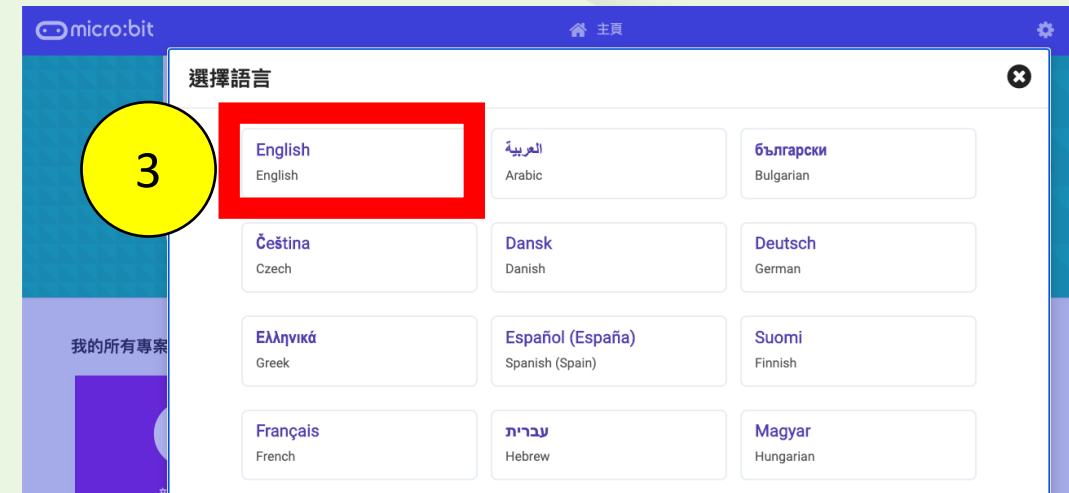 micro:bit
主頁
選擇語言
3
English
English
العربية
Arabic
български
Bulgarian
Čeština
Czech
Dansk
Danish
Deutsch
German
Ελληνικά
Greek
Español (España)
Spanish (Spain)
Suomi
Finnish
我的所有專案
Français
French
עברית
Hebrew
Magyar
Hungarian